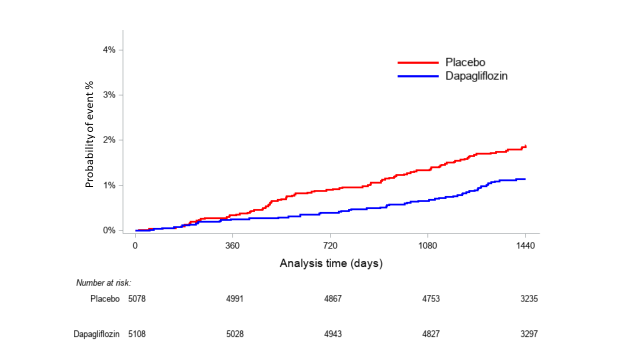 4%
3%
2%
1%
0%
Probability of event %
Placebo
Dapagliflozin
0 360 720 1080 1440
Analysis time (days)
Number at risk:
Placebo 5078 4991 4867 4753 3235
Dapagliflozin 5108 5028 4943 4827 3297